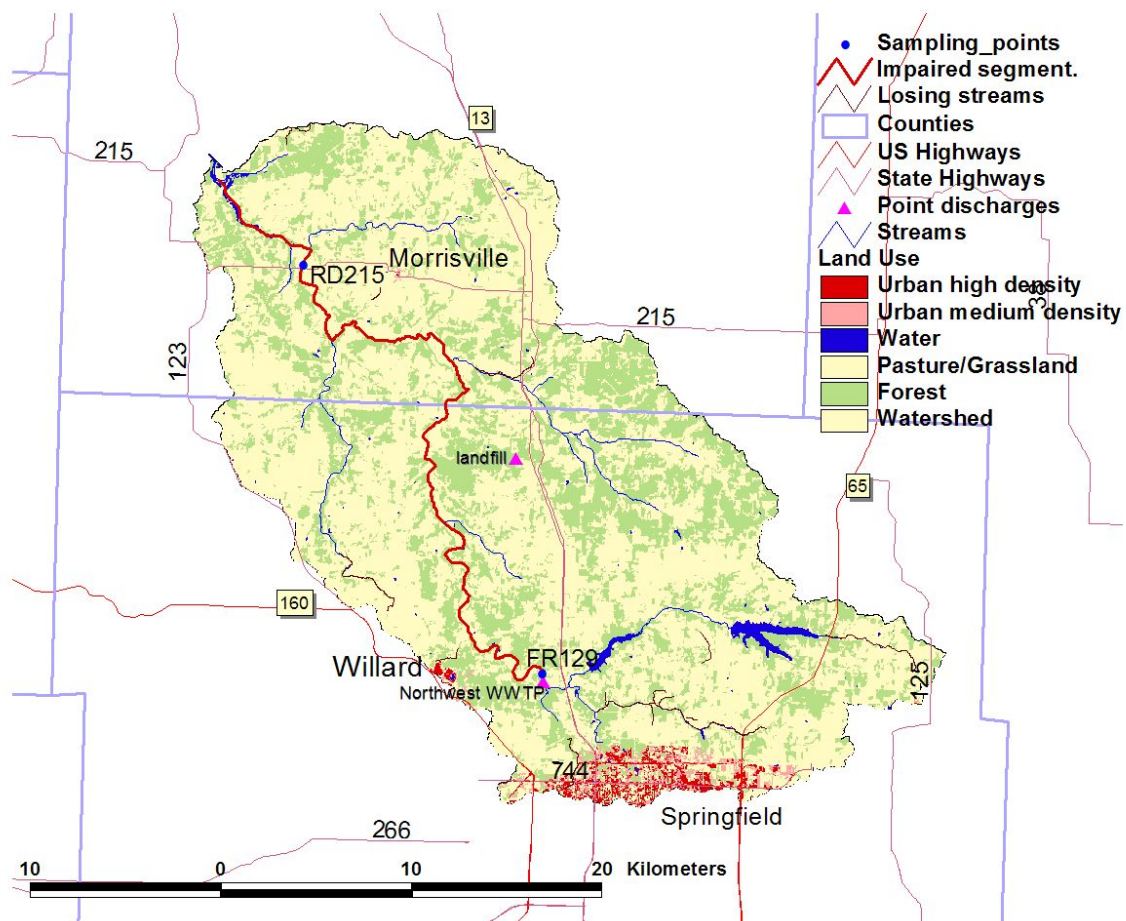 Sampling_points
Impaired segment.
Losing streams
Counties
US Highways
State Highways
Point discharges
Streams
Land Use
Urban high density
Urban medium density
Water
Pasture/Grassland
Forest
Watershed
13
215
Morrisville
RD215
215
38
123
landfill
65
160
FR129
Willard
125
Northwest WWTP
744
Springfield
266
10 0 10 20 Kilometers